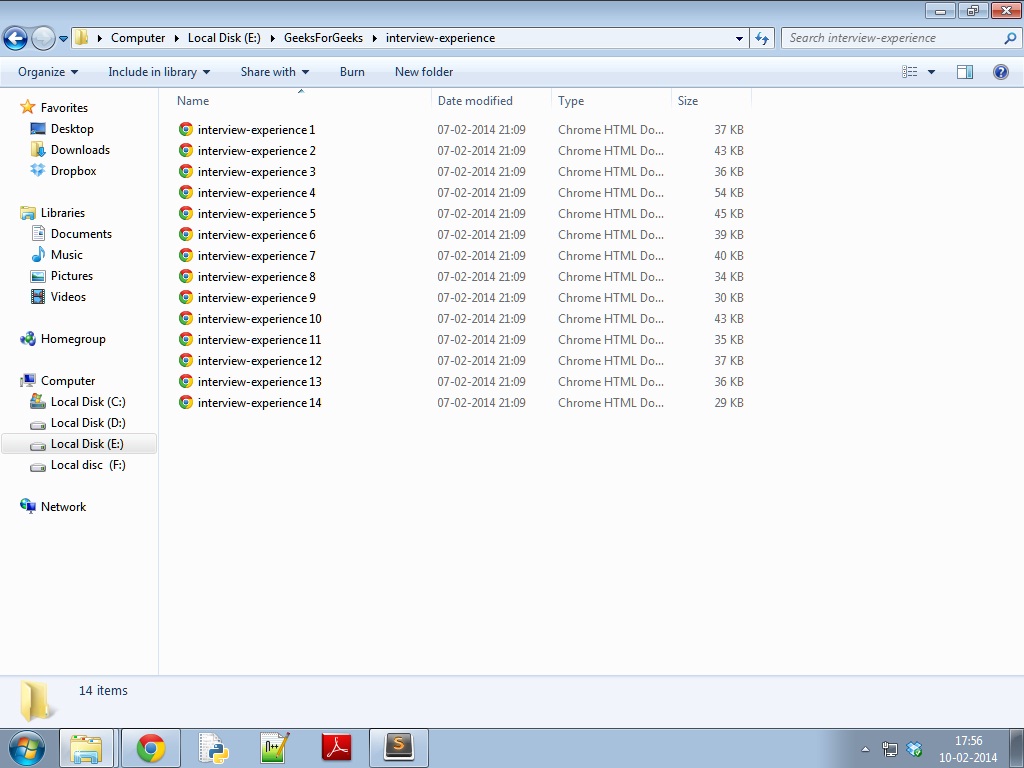 Computer Local Disk (E:) GeeksForGeeks interview-experience Search interview-experience
Organize Include in library Share with Burn New folder
Favorites
Desktop
Downloads
Dropbox
Libraries
Documents
Music
Pictures
Videos
Homegroup
Computer
Local Disk (C:)
Local Disk (D:)
Local Disk (E:)
Local disc (F:)
Network
Name Date modified Type Size
interview-experience 1 07-02-2014 21:09 Chrome HTML Do... 37 KB
interview-experience 2 07-02-2014 21:09 Chrome HTML Do... 43 KB
interview-experience 3 07-02-2014 21:09 Chrome HTML Do... 36 KB
interview-experience 4 07-02-2014 21:09 Chrome HTML Do... 54 KB
interview-experience 5 07-02-2014 21:09 Chrome HTML Do... 45 KB
interview-experience 6 07-02-2014 21:09 Chrome HTML Do... 39 KB
interview-experience 7 07-02-2014 21:09 Chrome HTML Do... 40 KB
interview-experience 8 07-02-2014 21:09 Chrome HTML Do... 34 KB
interview-experience 9 07-02-2014 21:09 Chrome HTML Do... 30 KB
interview-experience 10 07-02-2014 21:09 Chrome HTML Do... 43 KB
interview-experience 11 07-02-2014 21:09 Chrome HTML Do... 35 KB
interview-experience 12 07-02-2014 21:09 Chrome HTML Do... 37 KB
interview-experience 13 07-02-2014 21:09 Chrome HTML Do... 36 KB
interview-experience 14 07-02-2014 21:09 Chrome HTML Do... 29 KB
14 items
17:56
10-02-2014